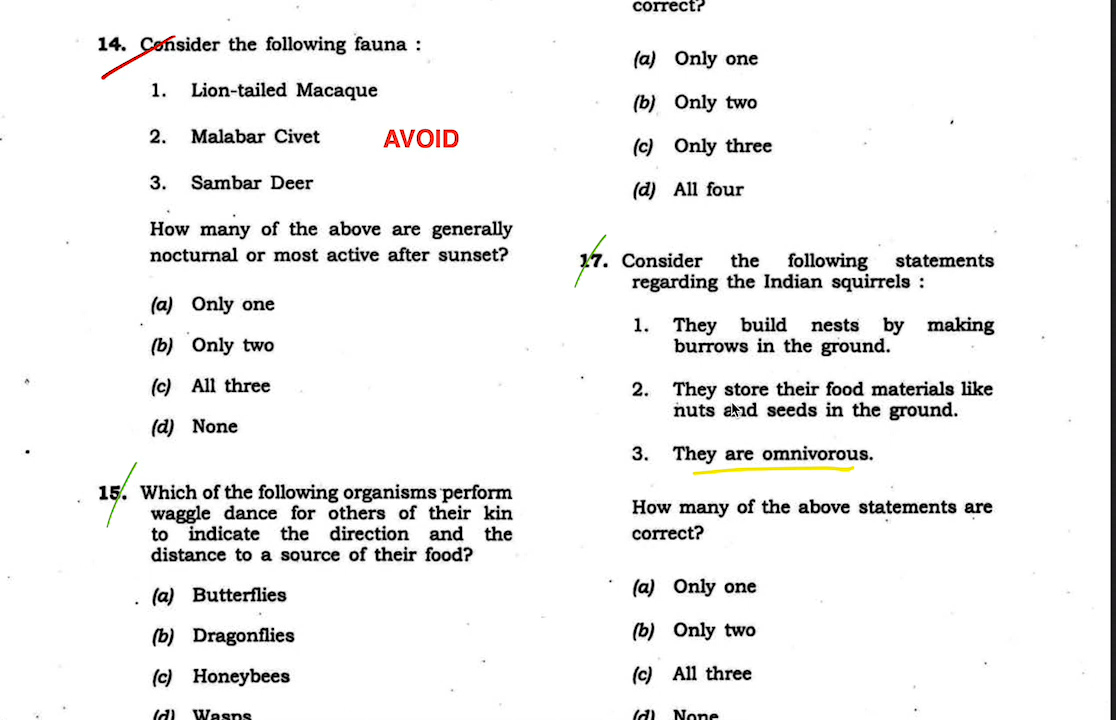 14. Consider the following fauna :
1. Lion-tailed Macaque
2. Malabar Civet
AVOID
3. Sambar Deer
How many of the above are generally
nocturnal or most active after sunset?
(a) Only one
(b) Only two
(c) All three
(d) None
15. Which of the following organisms perform
waggle dance for others of their kin
to indicate the direction and the
distance to a source of their food?
(a) Butterflies
(b) Dragonflies
(c) Honeybees
(d) Wasps
correct?
(a) Only one
(b) Only two
(c) Only three
(d) All four
17. Consider the following statements
regarding the Indian squirrels :
1. They build nests by making
burrows in the ground.
2. They store their food materials like
nuts and seeds in the ground.
3. They are omnivorous.
How many of the above statements are
correct?
(a) Only one
(b) Only two
(c) All three
(d) None